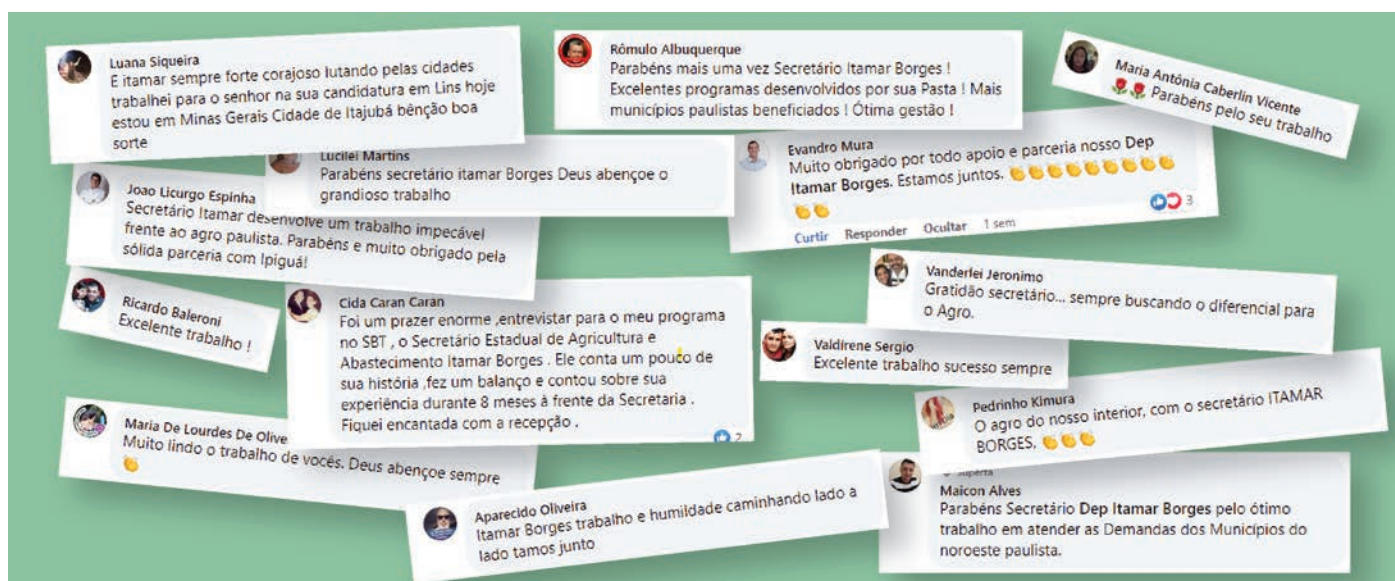 Luana Siqueira
E itamar sempre forte corajoso lutando pelas cidades
trabalhei para o senhor na sua candidatura em Lins hoje
estou em Minas Gerais Cidade de Itajubá bênção boa
sorte
Rômulo Albuquerque
Parabéns mais uma vez Secretário Itamar Borges !
Excelentes programas desenvolvidos por sua Pasta ! Mais
municípios paulistas beneficiados ! Ótima gestão !
Maria Antónia Caberlin Vicente
🌹🌹 Parabéns pelo seu trabalho
Lucilei Martins
Parabéns secretário itamar Borges Deus abençoe o
grandioso trabalho
Evandro Mura
Muito obrigado por todo apoio e parceria nosso Dep
Itamar Borges. Estamos juntos. 👏👏👏👏👏👏👏👏👏
👏👏
3
Curtir Responder Ocultar 1 sem
Joao Licurgo Espinha
Secretário Itamar desenvolve um trabalho impecável
frente ao agro paulista. Parabéns e muito obrigado pela
sólida parceria com Ipiguá!
Vanderlei Jeronimo
Gratidão secretário... sempre buscando o diferencial para
o Agro.
Ricardo Baleroni
Excelente trabalho !
Cida Caran Caran
Foi um prazer enorme ,entrevistar para o meu programa
no SBT , o Secretário Estadual de Agricultura e
Abastecimento Itamar Borges . Ele conta um pouco de
sua história ,fez um balanço e contou sobre sua
experiência durante 8 meses à frente da Secretaria .
Fiquei encantada com a recepção .
2
Valdirene Sergio
Excelente trabalho sucesso sempre
Pedrinho Kimura
O agro do nosso interior, com o secretário ITAMAR
BORGES, 👏👏👏
Maria De Lourdes De Olive
Muito lindo o trabalho de vocês. Deus abençoe sempre
👏
Aparecido Oliveira
Itamar Borges trabalho e humildade caminhando lado a
lado tamos junto
Maicon Alves
Parabéns Secretário Dep Itamar Borges pelo ótimo
trabalho em atender as Demandas dos Municípios do
noroeste paulista.